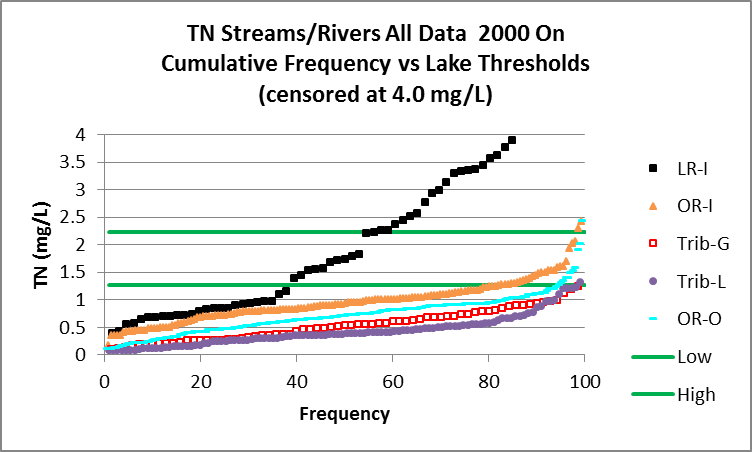 TN Streams/Rivers All Data 2000 On
Cumulative Frequency vs Lake Thresholds
(censored at 4.0 mg/L)
TN (mg/L)
4
3.5
3
2.5
2
1.5
1
0.5
0
0 20 40 60 80 100
Frequency
LR-I
OR-I
Trib-G
Trib-L
OR-O
Low
High